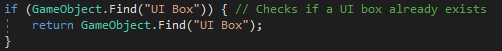 if (GameObject.Find("UI Box")) { // Checks if a UI box already exists
    return GameObject.Find("UI Box");
}